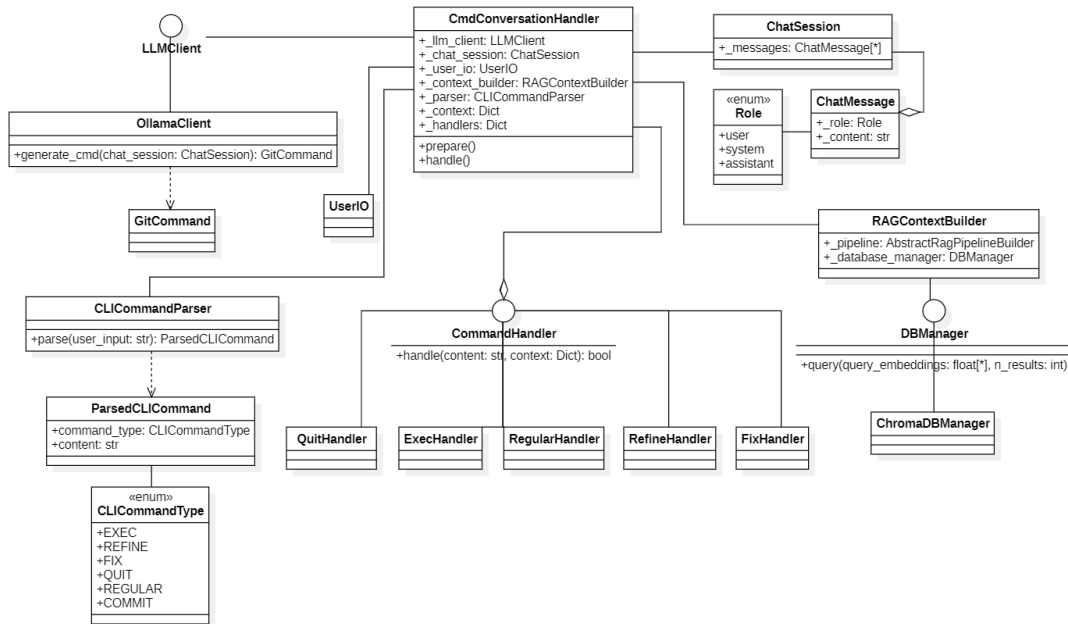 LLMClient
OllamaClient
+generate_cmd(chat_session: ChatSession): GitCommand
GitCommand
CmdConversationHandler
+_llm_client: LLMClient
+_chat_session: ChatSession
+_user_io: UserIO
+_context_builder: RAGContextBuilder
+_parser: CLICommandParser
+_context: Dict
+_handlers: Dict
+prepare()
+handle()
ChatSession
+_messages: ChatMessage[*]
«enum»
Role
+user
+system
+assistant
ChatMessage
+_role: Role
+_content: str
UserIO
RAGContextBuilder
+_pipeline: AbstractRagPipelineBuilder
+_database_manager: DBManager
CLICommandParser
+parse(user_input: str): ParsedCLICommand
CommandHandler
+handle(content: str, context: Dict): bool
DBManager
+query(query_embeddings: float[*], n_results: int)
ParsedCLICommand
+command_type: CLICommandType
+content: str
QuitHandler
ExecHandler
RegularHandler
RefineHandler
FixHandler
ChromaDBManager
«enum»
CLICommandType
+EXEC
+REFINE
+FIX
+QUIT
+REGULAR
+COMMIT